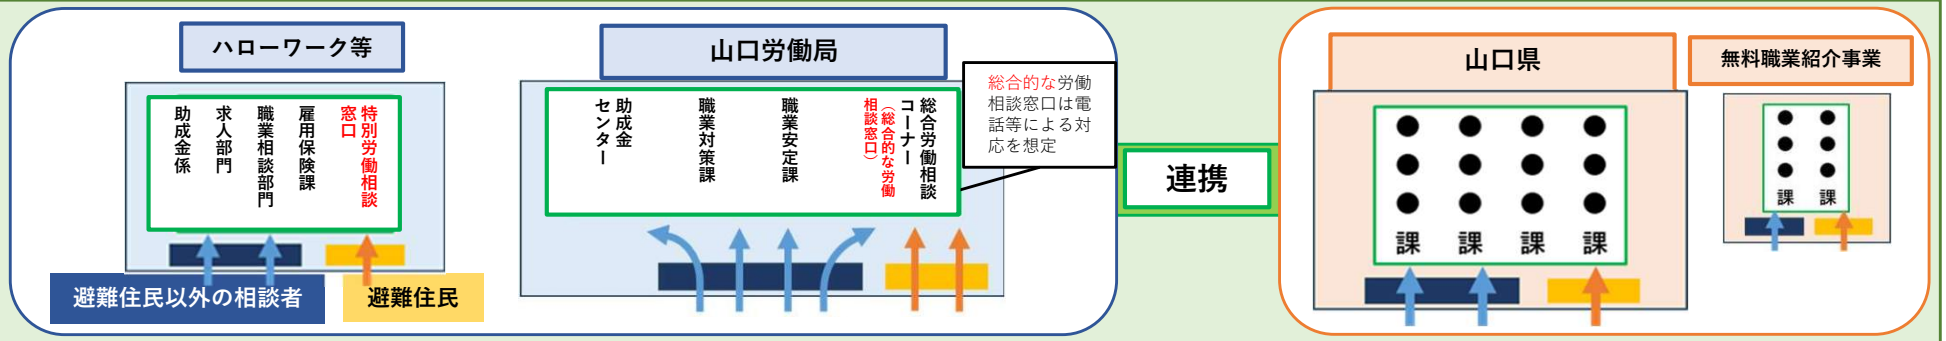 ハローワーク等
特別労働相談
窓口
雇用保険課
職業相談部門
求人部門
助成金係
避難住民以外の相談者
避難住民
山口労働局
総合労働相談
コーナー
（総合的な労働
相談窓口）
職業安定課
職業対策課
助成金
センター
総合的な労働
相談窓口は電
話等による対
応を想定
連携
山口県
●●●課
●●●課
●●●課
●●●課
無料職業紹介事業
●●●課
●●●課